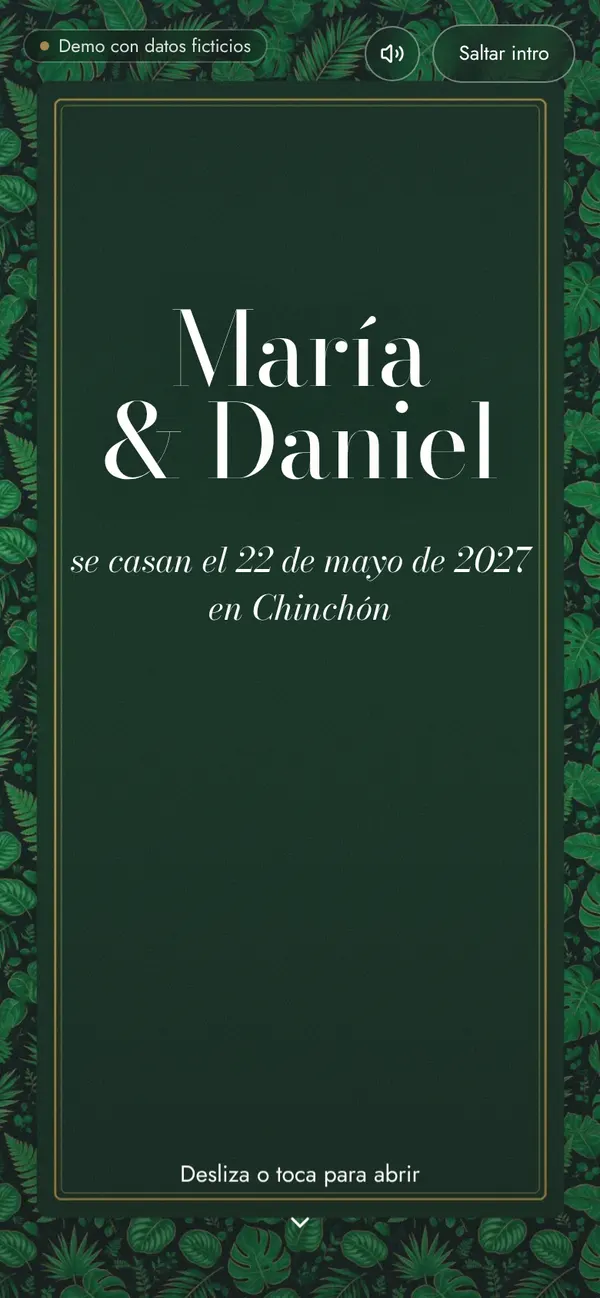 Demo con datos ficticios
Saltar intro
María
& Daniel
se casan el 22 de mayo de 2027
en Chinchón
Desliza o toca para abrir